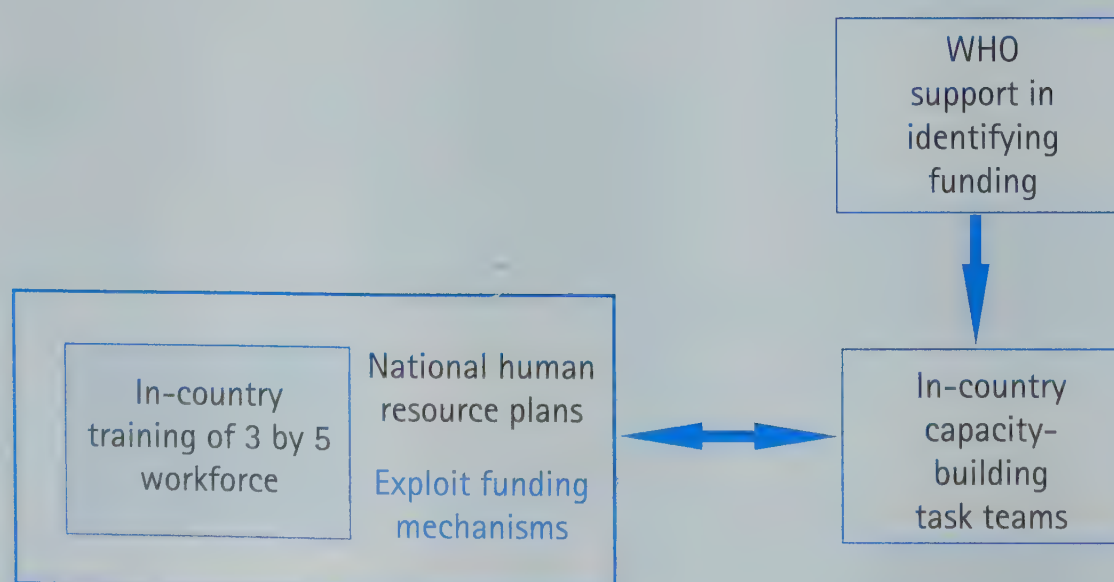 WHO
support in
identifying
funding
In-country
training of 3 by 5
workforce
National human
resource plans
Exploit funding
mechanisms
In-country
capacity-
building
task teams